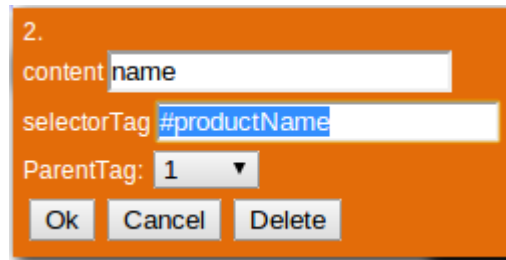 2.
content name
selectorTag #productName
ParentTag: 1
Ok Cancel Delete